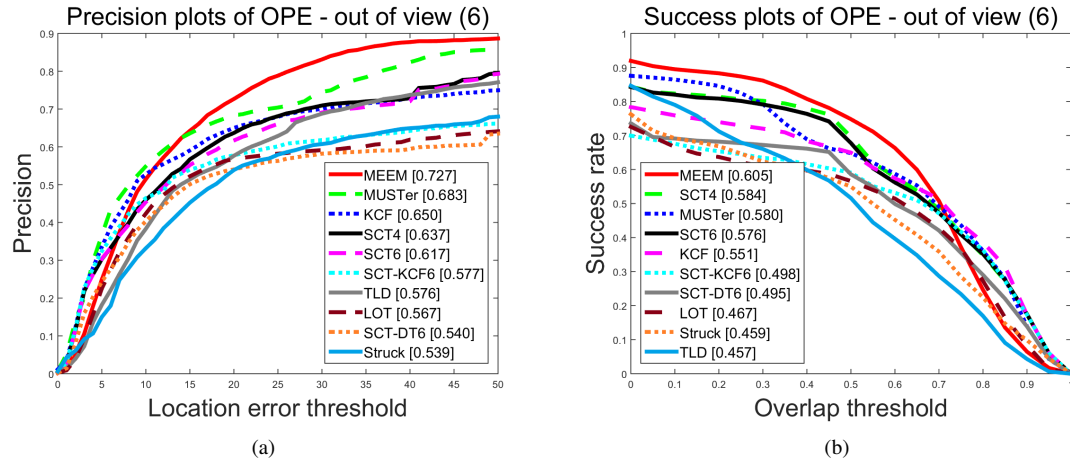 Precision plots of OPE - out of view (6)
0.9
0.8
0.7
0.6
0.5
0.4
0.3
0.2
0.1
0
Precision
MEEM [0.727]
MUSTer [0.683]
KCF [0.650]
SCT4 [0.637]
SCT6 [0.617]
SCT-KCF6 [0.577]
TLD [0.576]
LOT [0.567]
SCT-DT6 [0.540]
Struck [0.539]
0 5 10 15 20 25 30 35 40 45 50
Location error threshold
(a)
Success plots of OPE - out of view (6)
1
0.9
0.8
0.7
0.6
0.5
0.4
0.3
0.2
0.1
0
Success rate
MEEM [0.605]
SCT4 [0.584]
MUSTer [0.580]
SCT6 [0.576]
KCF [0.551]
SCT-KCF6 [0.498]
SCT-DT6 [0.495]
LOT [0.467]
Struck [0.459]
TLD [0.457]
0 0.1 0.2 0.3 0.4 0.5 0.6 0.7 0.8 0.9 1
Overlap threshold
(b)